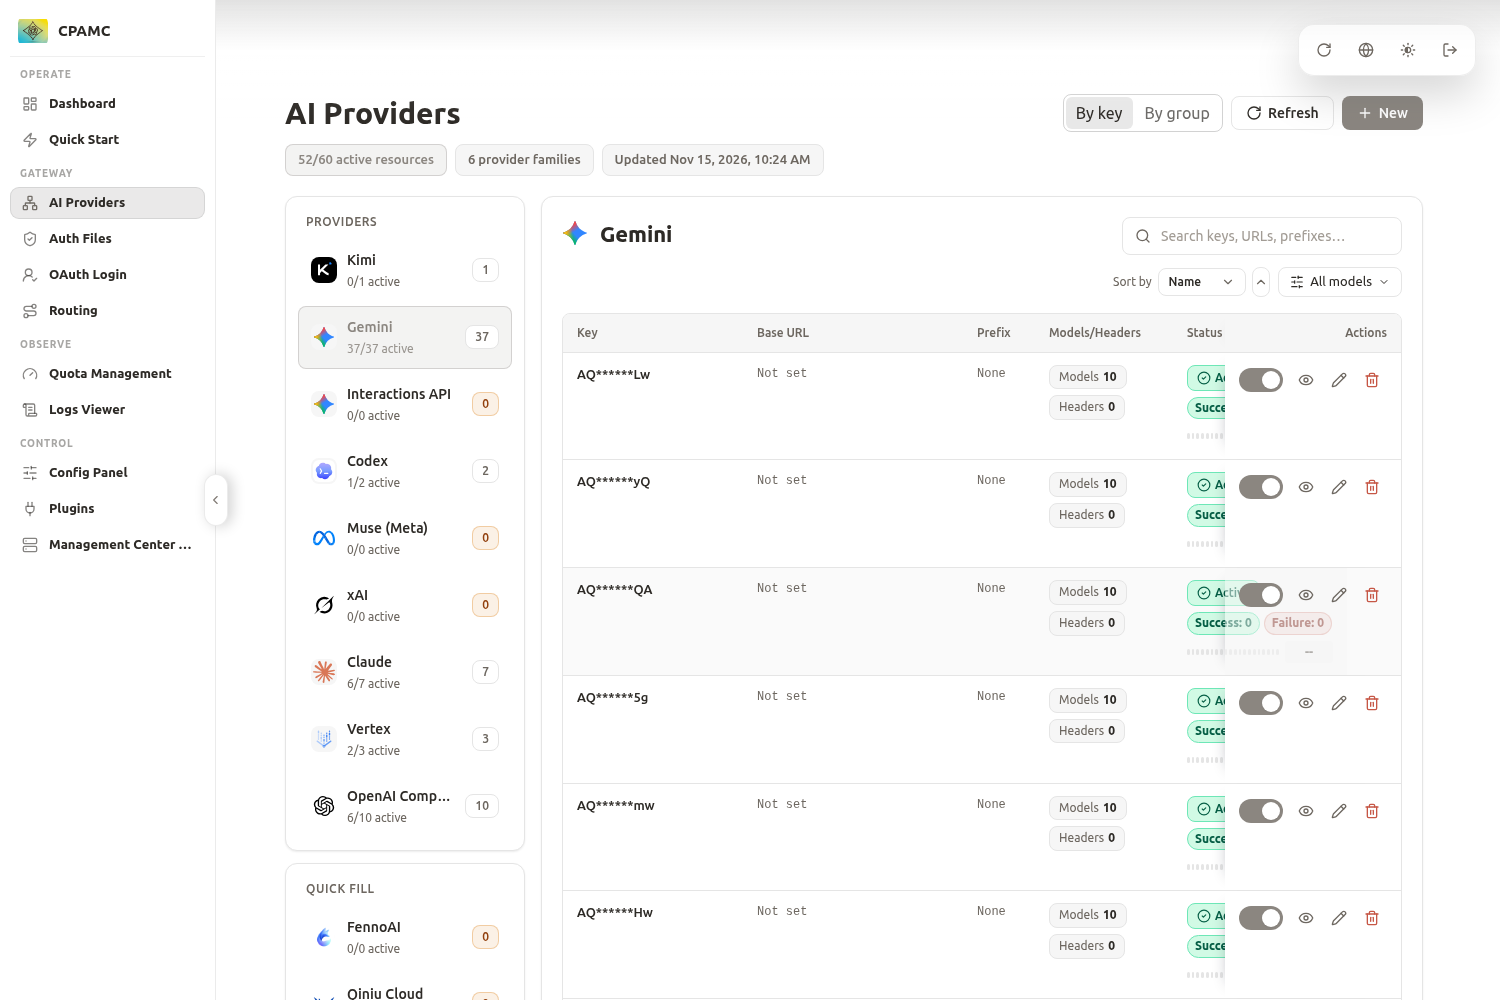 CPAMC
OPERATE
Dashboard
Quick Start
GATEWAY
AI Providers
Auth Files
OAuth Login
Routing
OBSERVE
Quota Management
Logs Viewer
CONTROL
Config Panel
Plugins
Management Center ...
AI Providers
By key By group Refresh New
52/60 active resources 6 provider families Updated Nov 15, 2026, 10:24 AM
PROVIDERS
Kimi
0/1 active 1
Gemini
37/37 active 37
Interactions API
0/0 active 0
Codex
1/2 active 2
Muse (Meta)
0/0 active 0
xAI
0/0 active 0
Claude
6/7 active 7
Vertex
2/3 active 3
OpenAI Comp...
6/10 active 10
QUICK FILL
FennoAI
0/0 active 0
Qiniu Cloud
Gemini
Search keys, URLs, prefixes...
Sort by Name All models
Key Base URL Prefix Models/Headers Status Actions
AQ******Lw Not set None Models 10
Headers 0 Succe
AQ******yQ Not set None Models 10
Headers 0 Succe
AQ******QA Not set None Models 10 Activ
Headers 0 Success: 0 Failure: 0
--
AQ******5g Not set None Models 10
Headers 0 Succe
AQ******mw Not set None Models 10
Headers 0 Succe
AQ******Hw Not set None Models 10
Headers 0 Succe